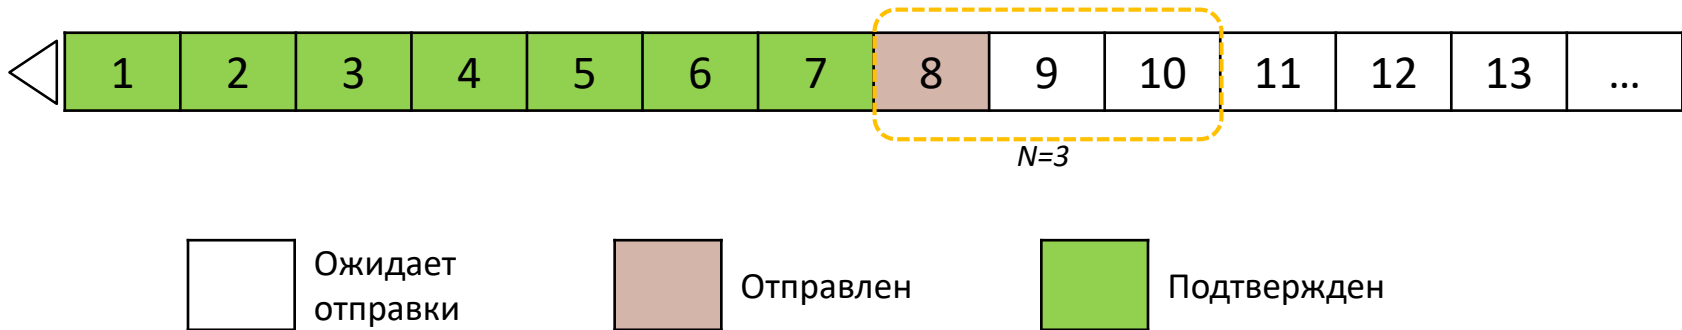 1 2 3 4 5 6 7 8 9 10 11 12 13 ...
N=3
Ожидает
отправки
Отправлен
Подтвержден